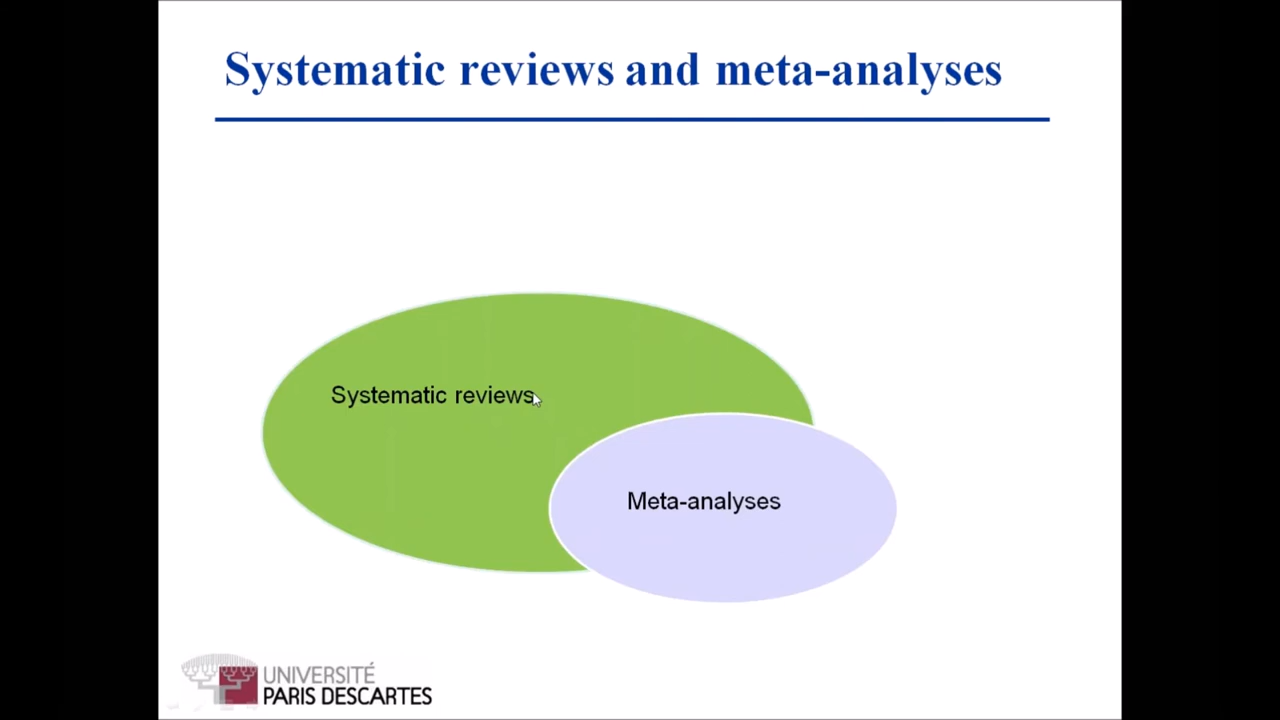 Systematic reviews and meta-analyses
Systematic reviews
Meta-analyses
UNIVERSITÉ
PARIS DESCARTES